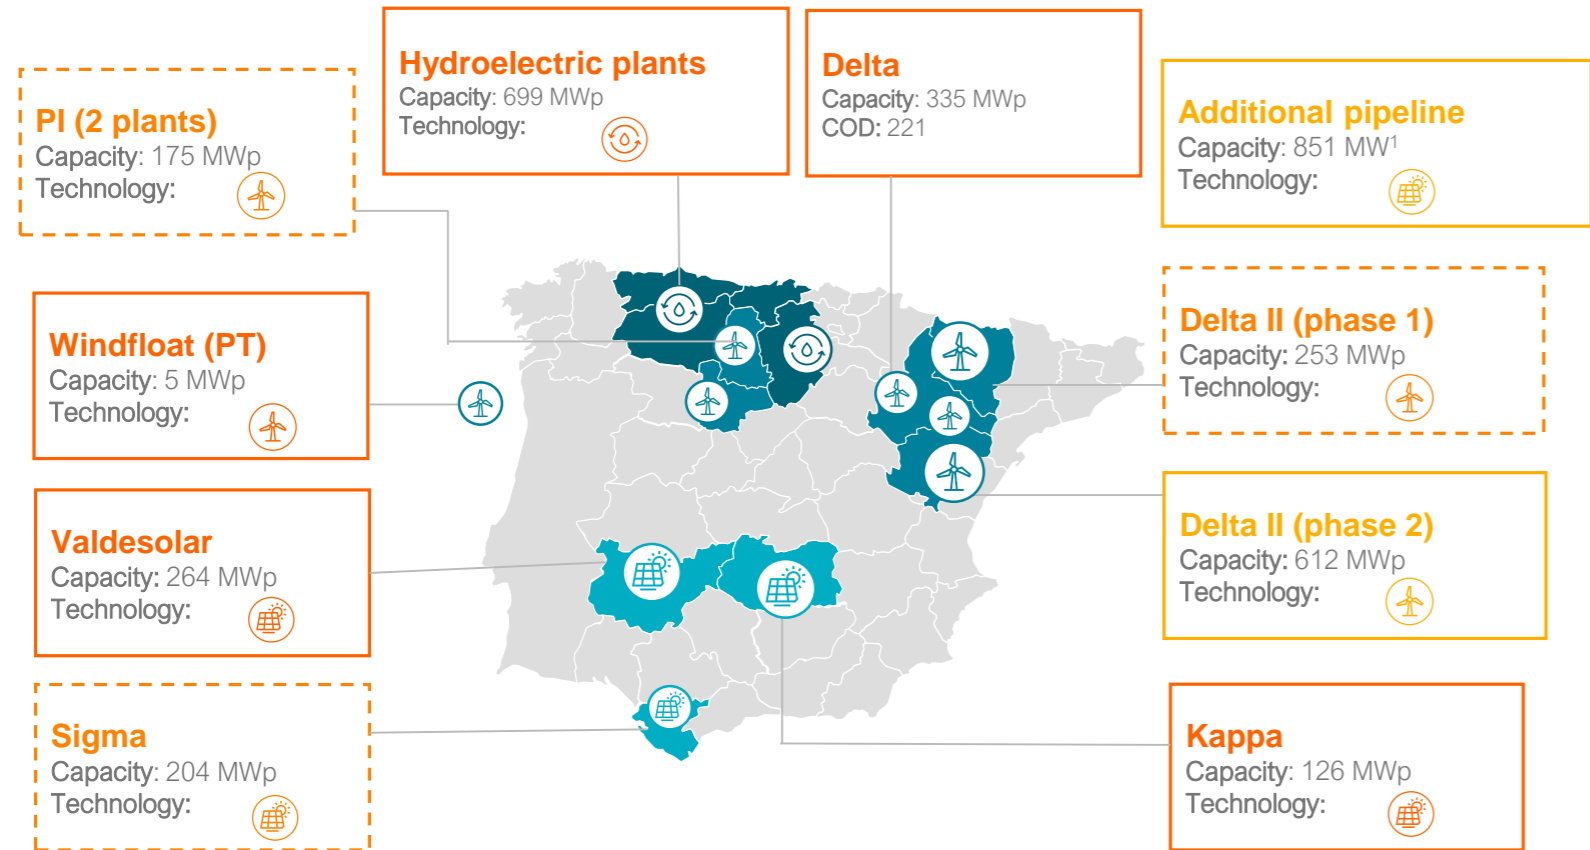 Hydroelectric plants
Capacity: 699 MWp
Technology:
Delta
Capacity: 335 MWp
COD: 221
PI (2 plants)
Capacity: 175 MWp
Technology:
Additional pipeline
Capacity: 851 MW¹
Technology:
Windfloat (PT)
Capacity: 5 MWp
Technology:
Delta II (phase 1)
Capacity: 253 MWp
Technology:
Valdesolar
Capacity: 264 MWp
Technology:
Delta II (phase 2)
Capacity: 612 MWp
Technology:
Sigma
Capacity: 204 MWp
Technology:
Kappa
Capacity: 126 MWp
Technology: